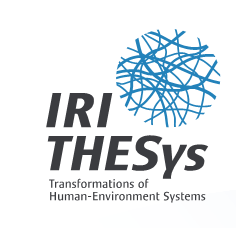 IRI
THESys
Transformations of
Human-Environment Systems